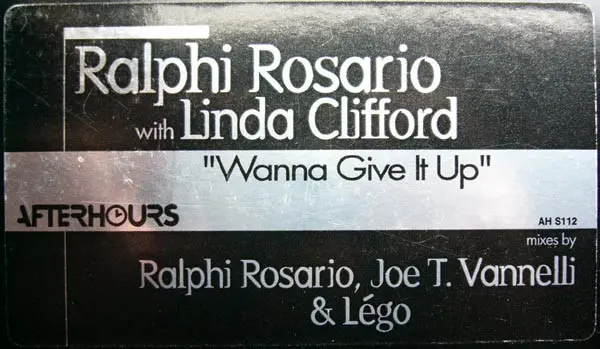 Ralphi Rosario
with Linda Clifford
"Wanna Give It Up"
AFTERHOURS
AH S112
mixes by
Ralphi Rosario, Joe T. Vannelli
& Légo